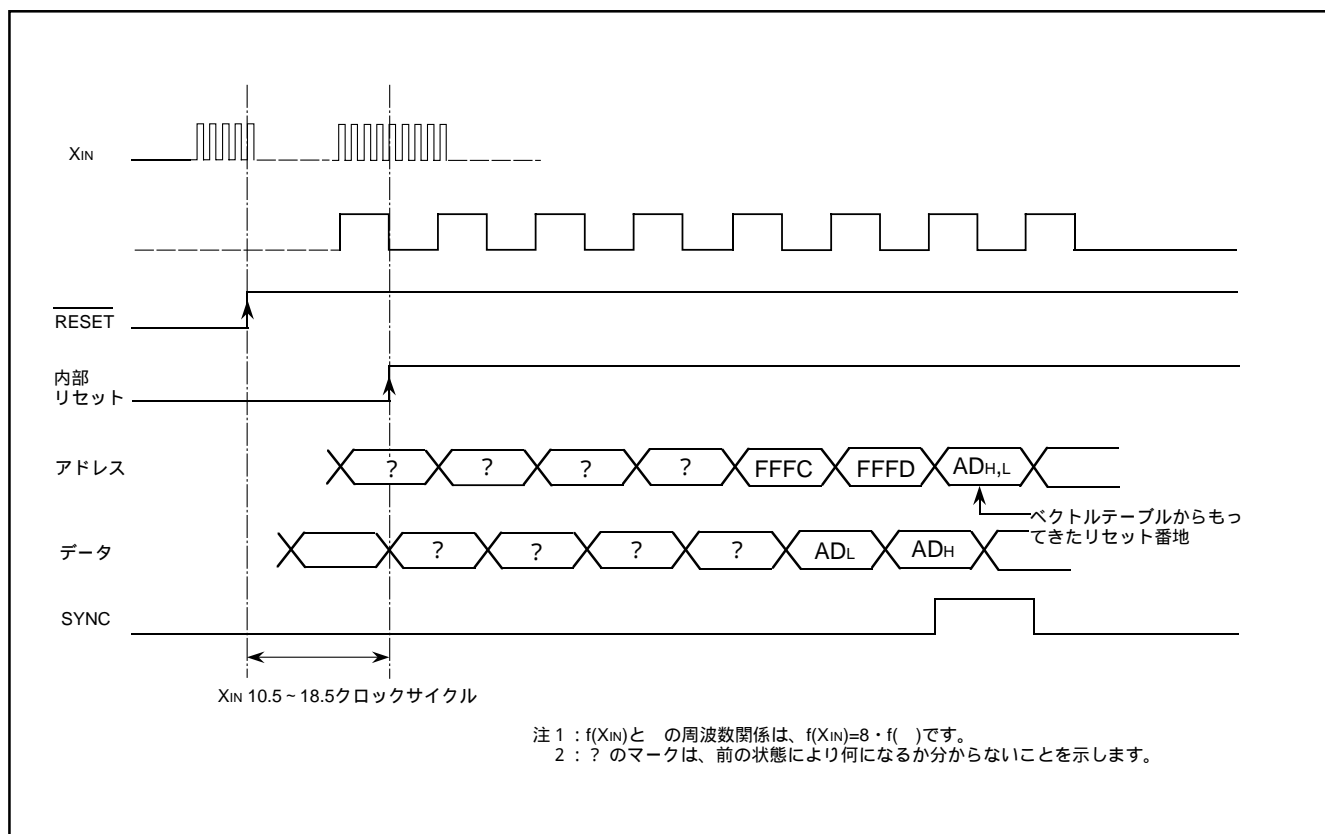 XIN
RESET
内部
リセット
アドレス
? ? ? ? FFFC FFFD ADH,L
ベクトルテーブルからもっ
てきたリセット番地
データ
? ? ? ? ADL ADH
SYNC
XIN 10.5～18.5クロックサイクル
注1：f(XIN)と　の周波数関係は、f(XIN)=8・f(　)です。
2：? のマークは、前の状態により何になるか分からないことを示します。